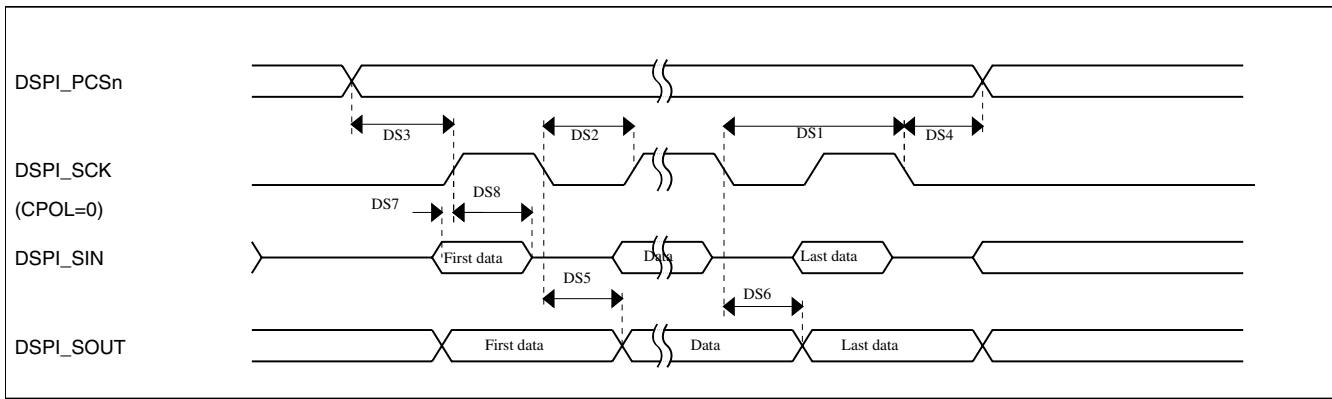 DSPI_PCSn
DS3
DS2
DS1
DS4
DSPI_SCK
(CPOL=0)
DS7
DS8
DSPI_SIN
First data
Data
Last data
DS5
DS6
DSPI_SOUT
First data
Data
Last data